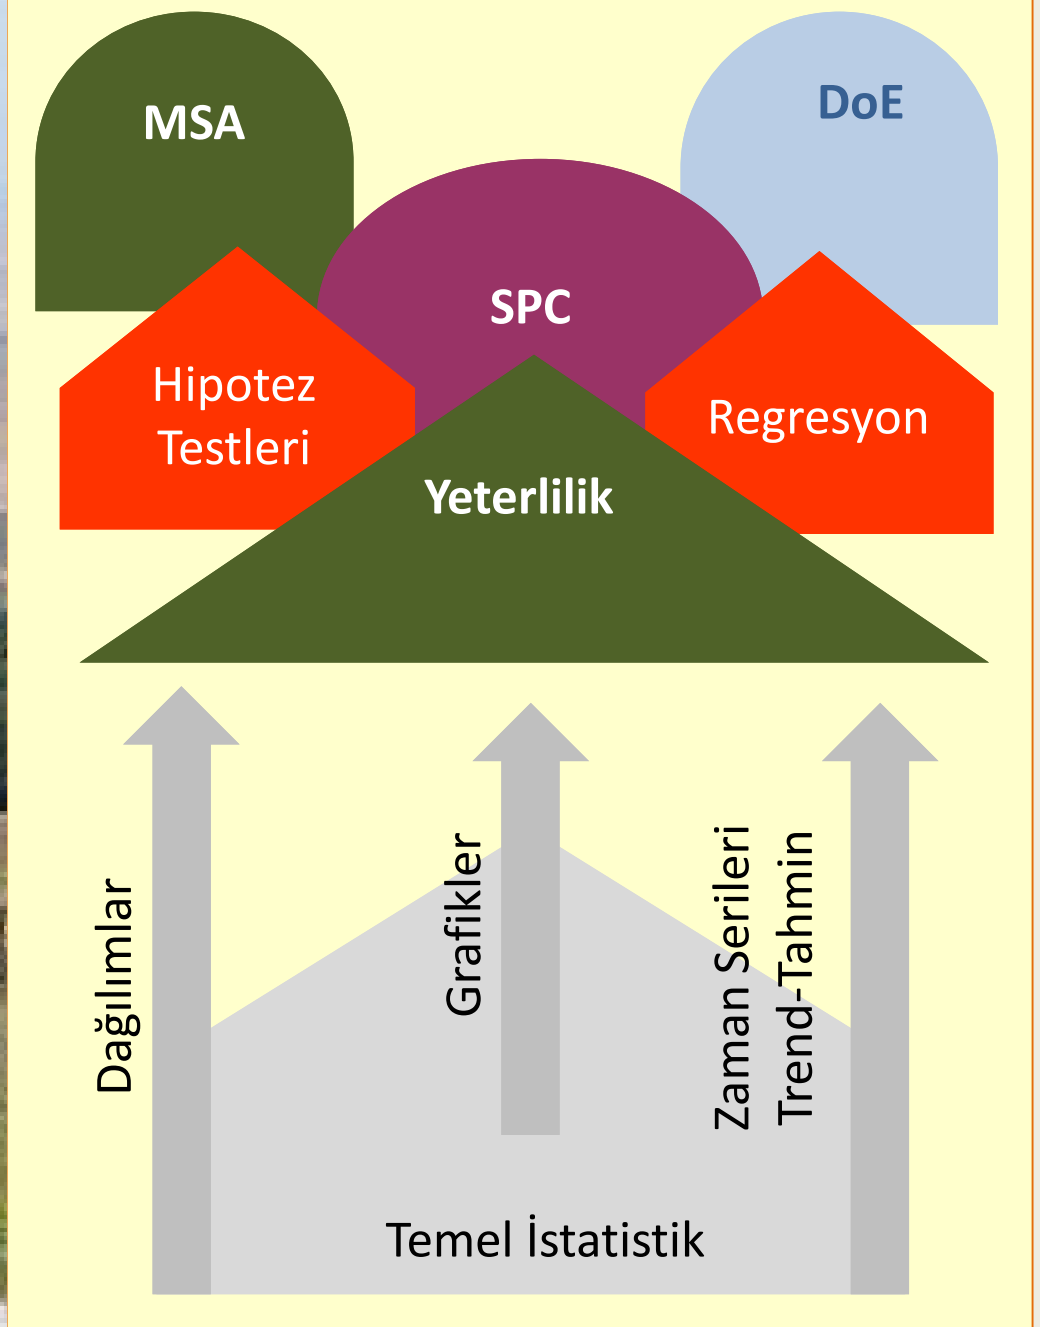 MSA
DoE
SPC
Hipotez
Testleri
Regresyon
Yeterlilik
Dağılımlar
Grafikler
Zaman Serileri
Trend-Tahmin
Temel İstatistik